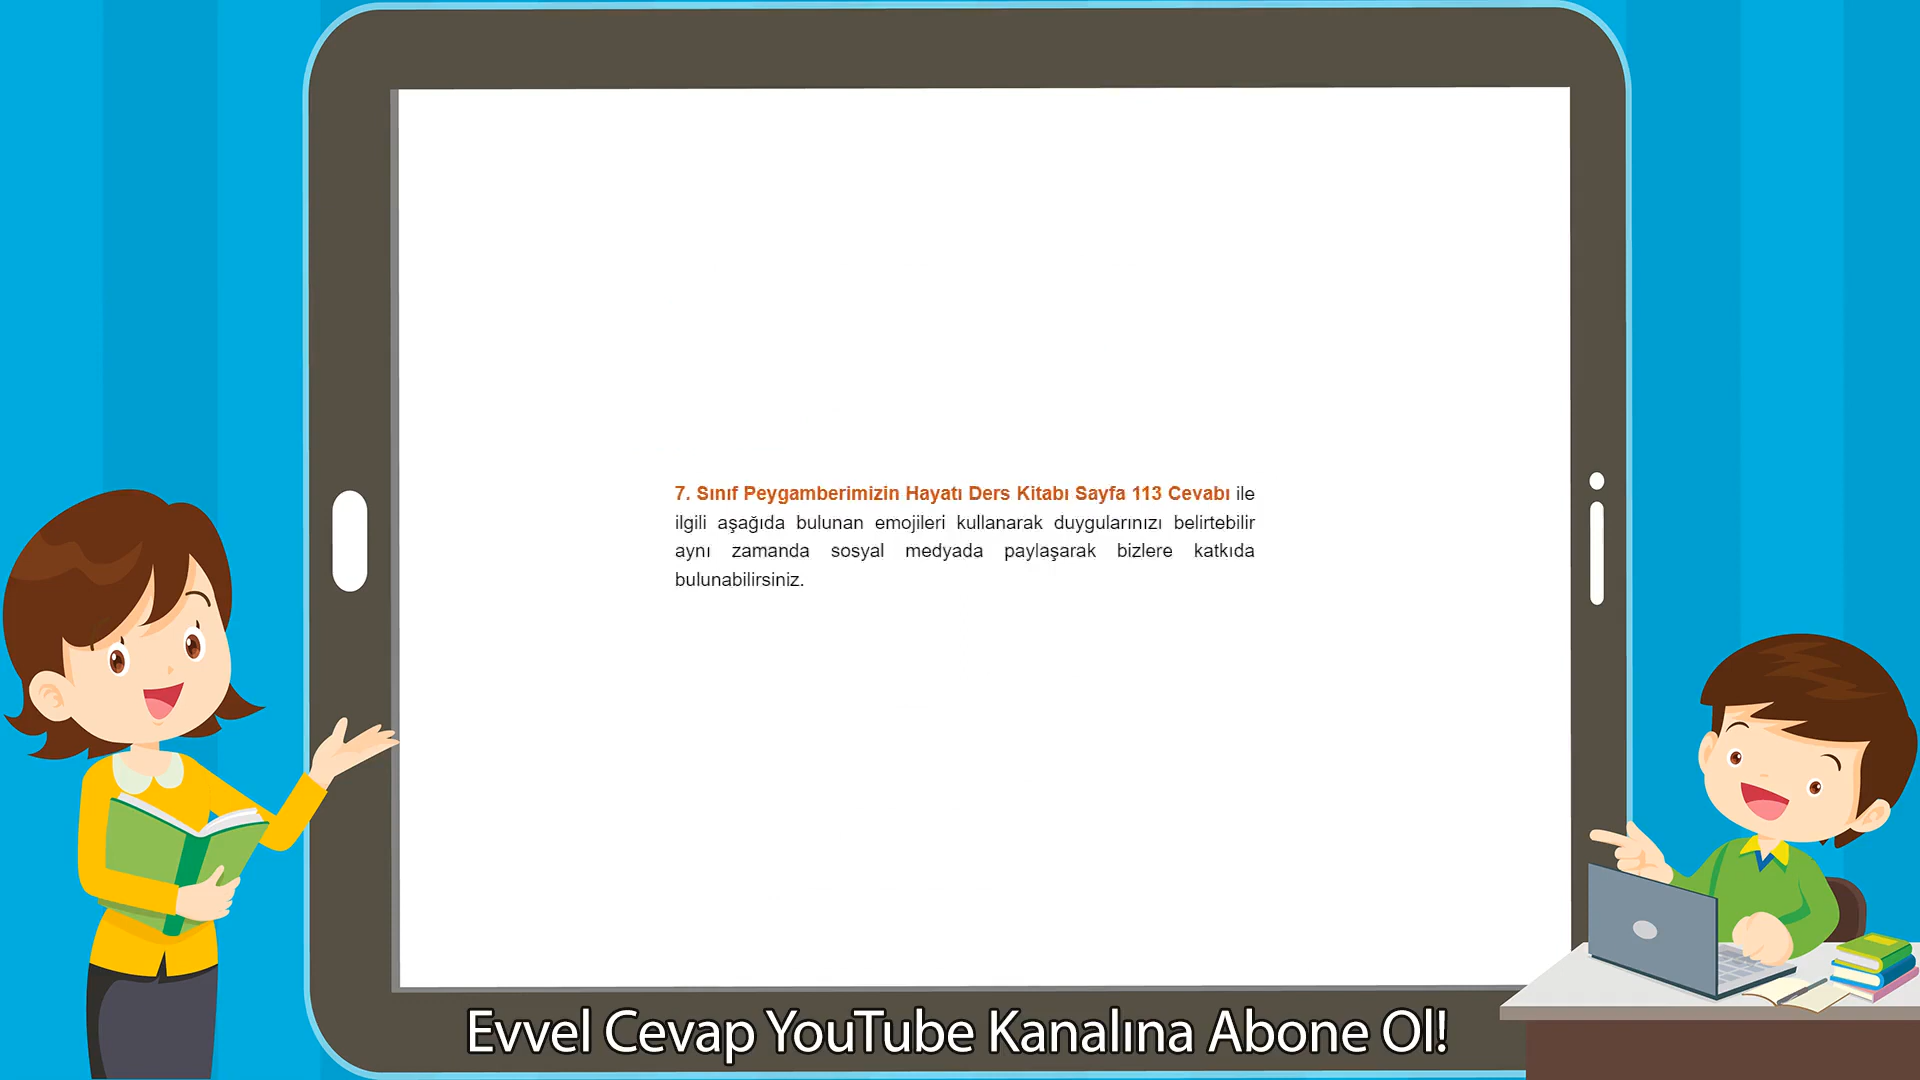 7. Sınıf Peygamberimizin Hayatı Ders Kitabı Sayfa 113 Cevabı ile
ilgili aşağıda bulunan emojileri kullanarak duygularınızı belirtebilir
aynı zamanda sosyal medyada paylaşarak bizlere katkıda
bulunabilirsiniz.
Evvel Cevap YouTube Kanalına Abone Ol!